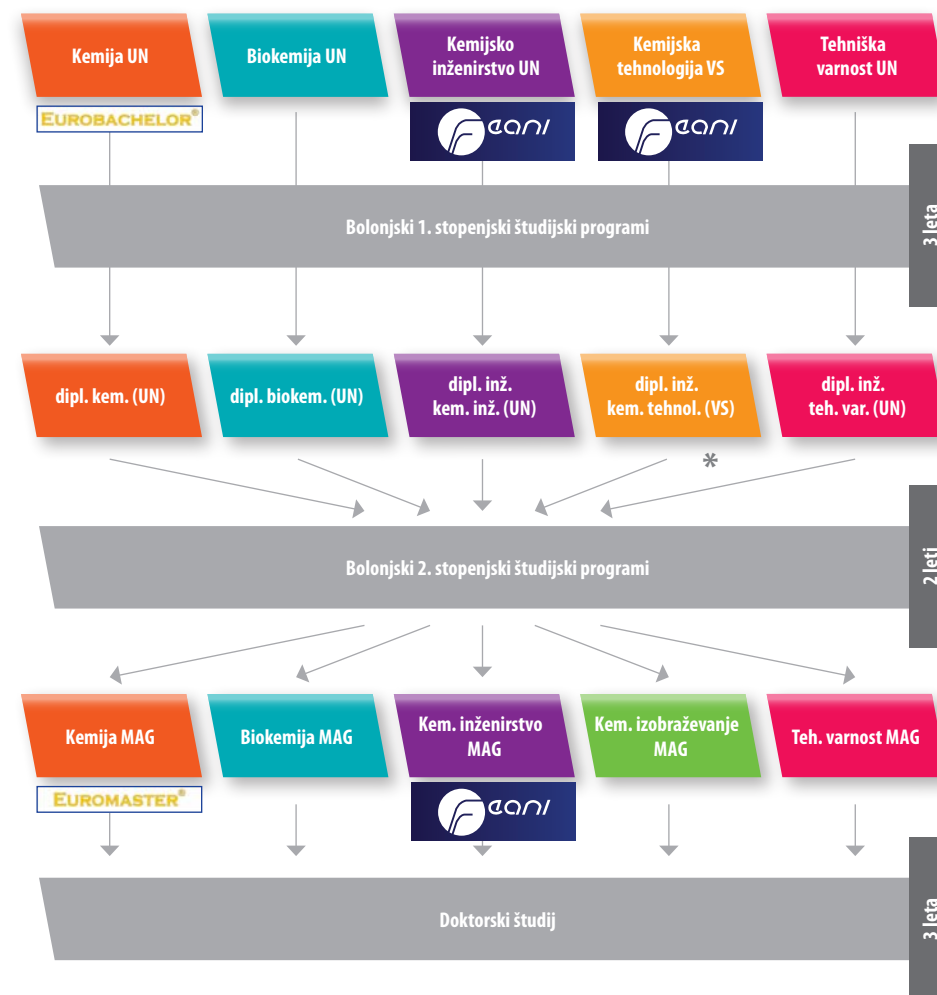 Kemija UN
Biokemija UN
Kemijsko
inženirstvo UN
Kemijska
tehnologija VS
Tehniška
varnost UN
EUROBACHELOR®
Feani
Feani
Bolonjski 1. stopenjski študijski programi
3 leta
dipl. kem. (UN)
dipl. biokem. (UN)
dipl. inž.
kem. inž. (UN)
dipl. inž.
kem. tehnol. (VS)
dipl. inž.
teh. var. (UN)
*
Bolonjski 2. stopenjski študijski programi
2 leti
Kemija MAG
Biokemija MAG
Kem. inženirstvo
MAG
Kem. izobraževanje
MAG
Teh. varnost MAG
EUROMASTER®
Feani
Doktorski študij
3 leta